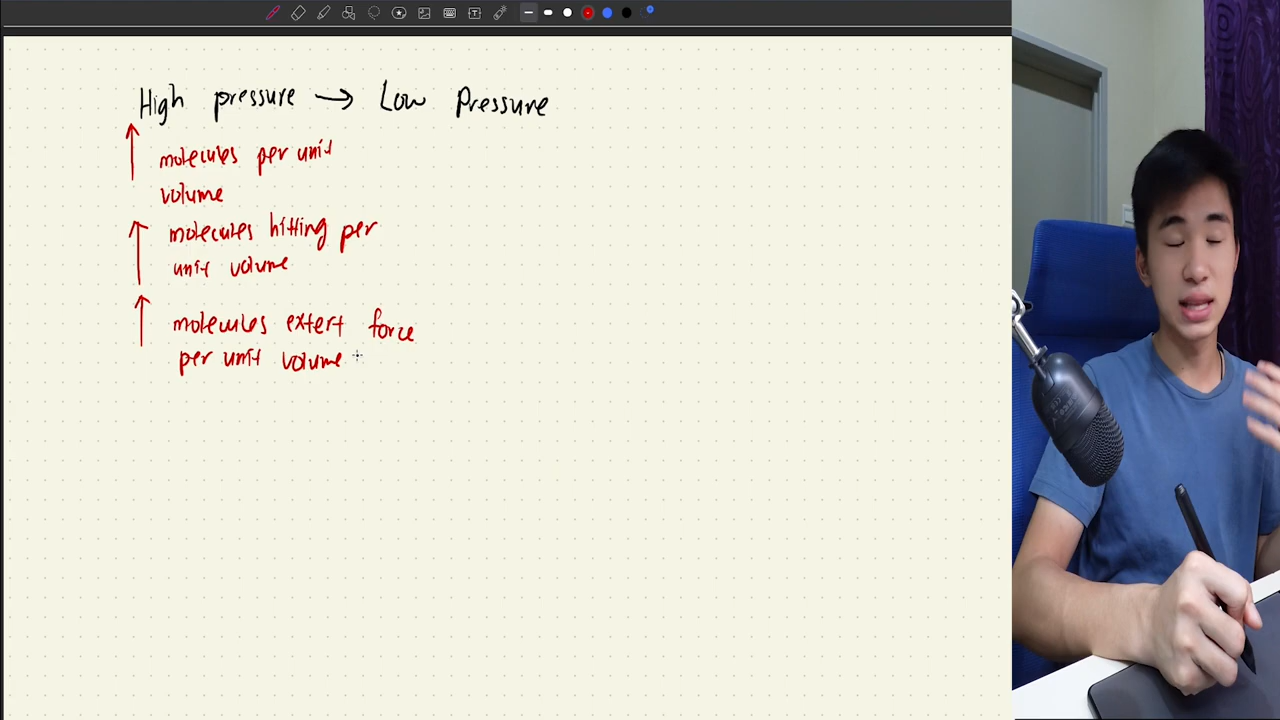 High pressure → Low Pressure
↑ molecules per unit
volume
↑ molecules hitting per
unit volume
↑ molecules extert force
per unit volume